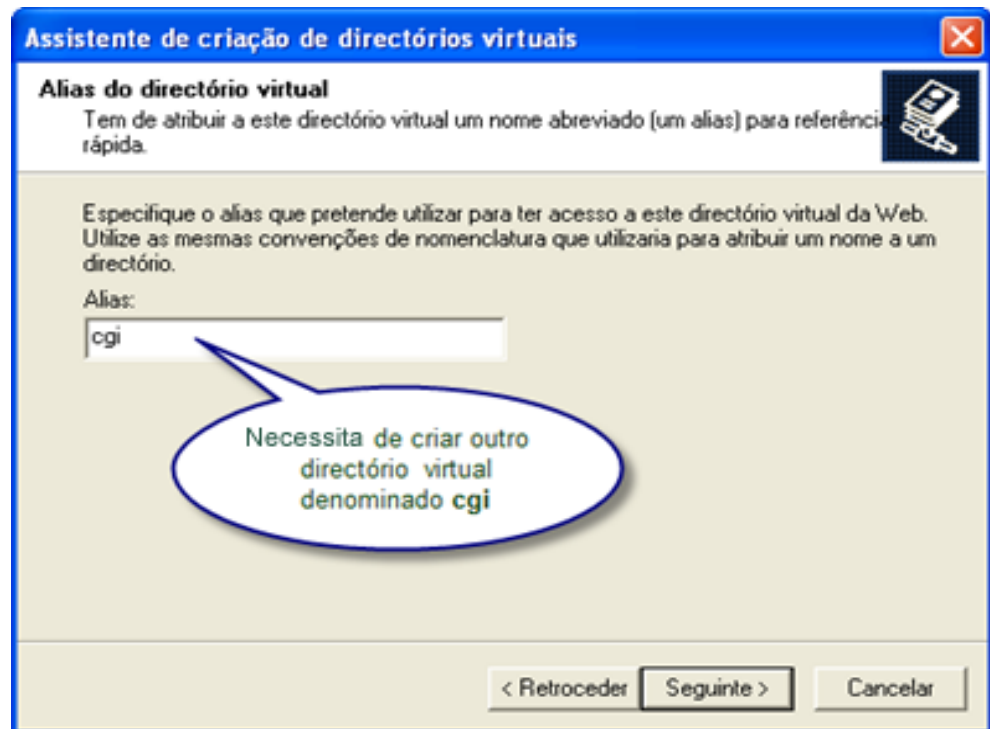 Assistente de criação de directórios virtuais
Alias do directório virtual
Tem de atribuir a este directório virtual um nome abreviado (um alias) para referência
rápida.
Especifique o alias que pretende utilizar para ter acesso a este directório virtual da Web.
Utilize as mesmas convenções de nomenclatura que utilizaria para atribuir um nome a um
directório.
Alias:
cgi
Necessita de criar outro
directório virtual
denominado cgi
< Retroceder Seguinte > Cancelar